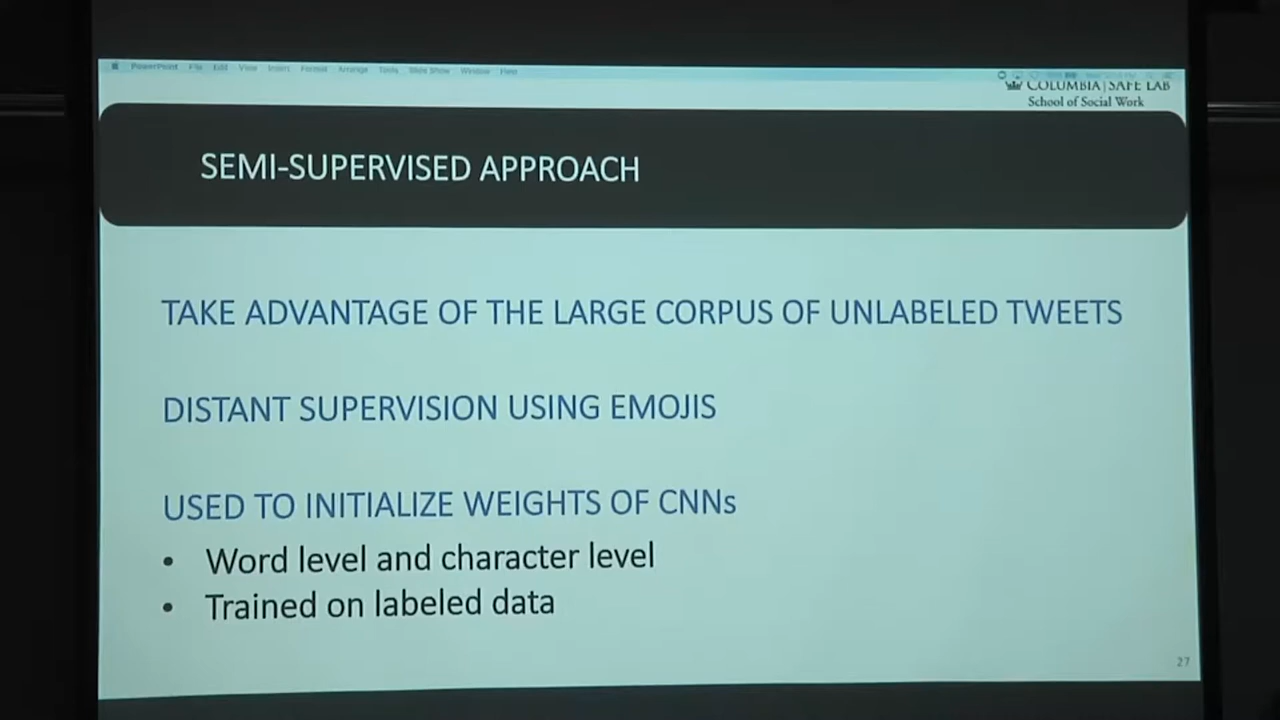 PowerPoint File Edit View Insert Format Arrange Tools Slide Show Window Help
COLUMBIA | SAFE LAB
School of Social Work
SEMI-SUPERVISED APPROACH
TAKE ADVANTAGE OF THE LARGE CORPUS OF UNLABELED TWEETS
DISTANT SUPERVISION USING EMOJIS
USED TO INITIALIZE WEIGHTS OF CNNs
• Word level and character level
• Trained on labeled data
27